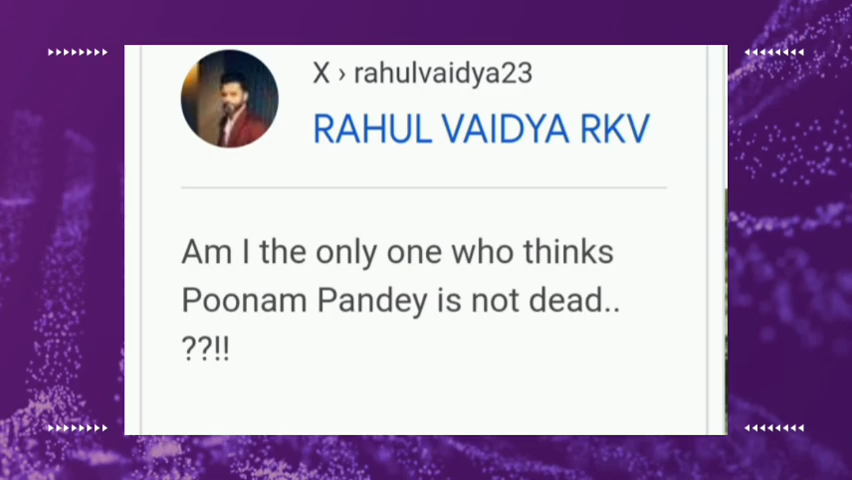 X › rahulvaidya23
RAHUL VAIDYA RKV
Am I the only one who thinks
Poonam Pandey is not dead..
??!!